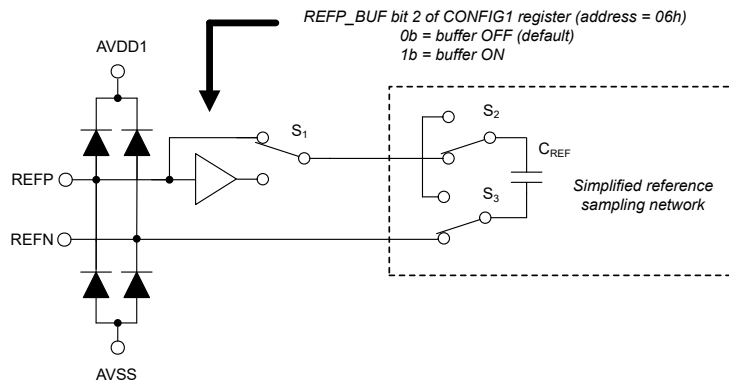 REFP_BUF bit 2 of CONFIG1 register (address = 06h)
0b = buffer OFF (default)
1b = buffer ON
AVDD1
S1
S2
CREF
REFP
S3
Simplified reference
sampling network
REFN
AVSS